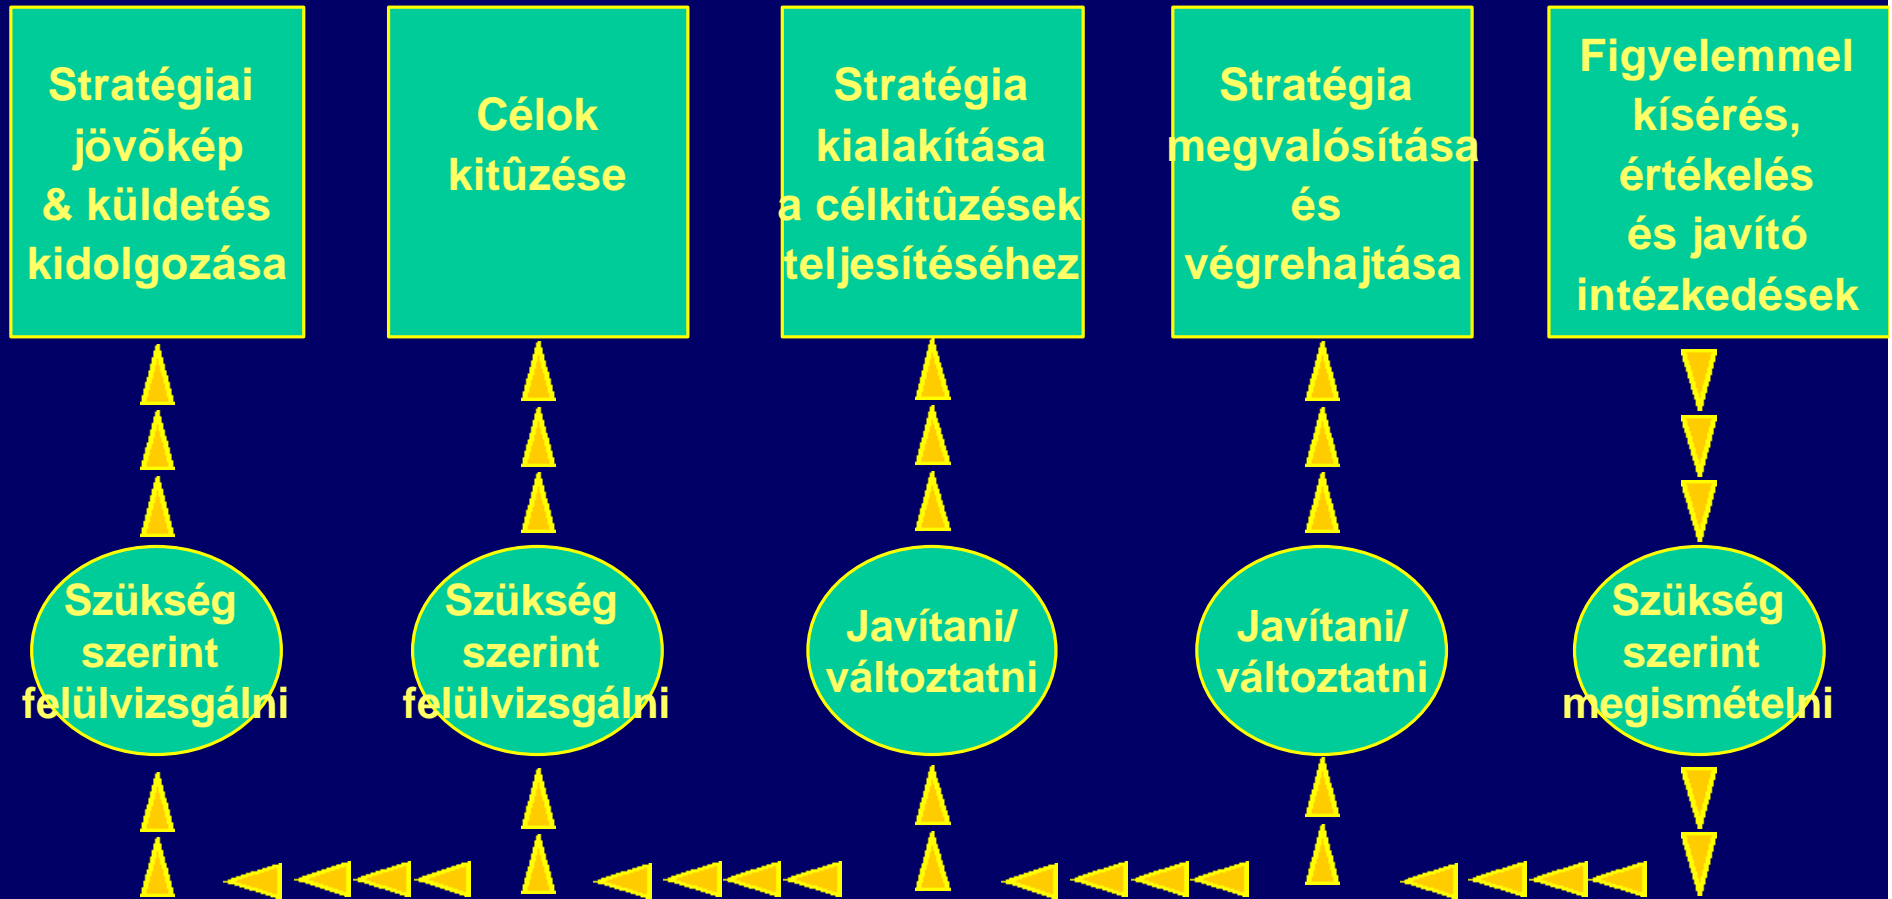 Stratégiai
jövõkép
& küldetés
kidolgozása
Célok
kitûzése
Stratégia
kialakítása
a célkitûzések
teljesítéséhez
Stratégia
megvalósítása
és
végrehajtása
Figyelemmel
kísérés,
értékelés
és javító
intézkedések
Szükség
szerint
felülvizsgálni
Szükség
szerint
felülvizsgálni
Javítani/
változtatni
Javítani/
változtatni
Szükség
szerint
megismételni